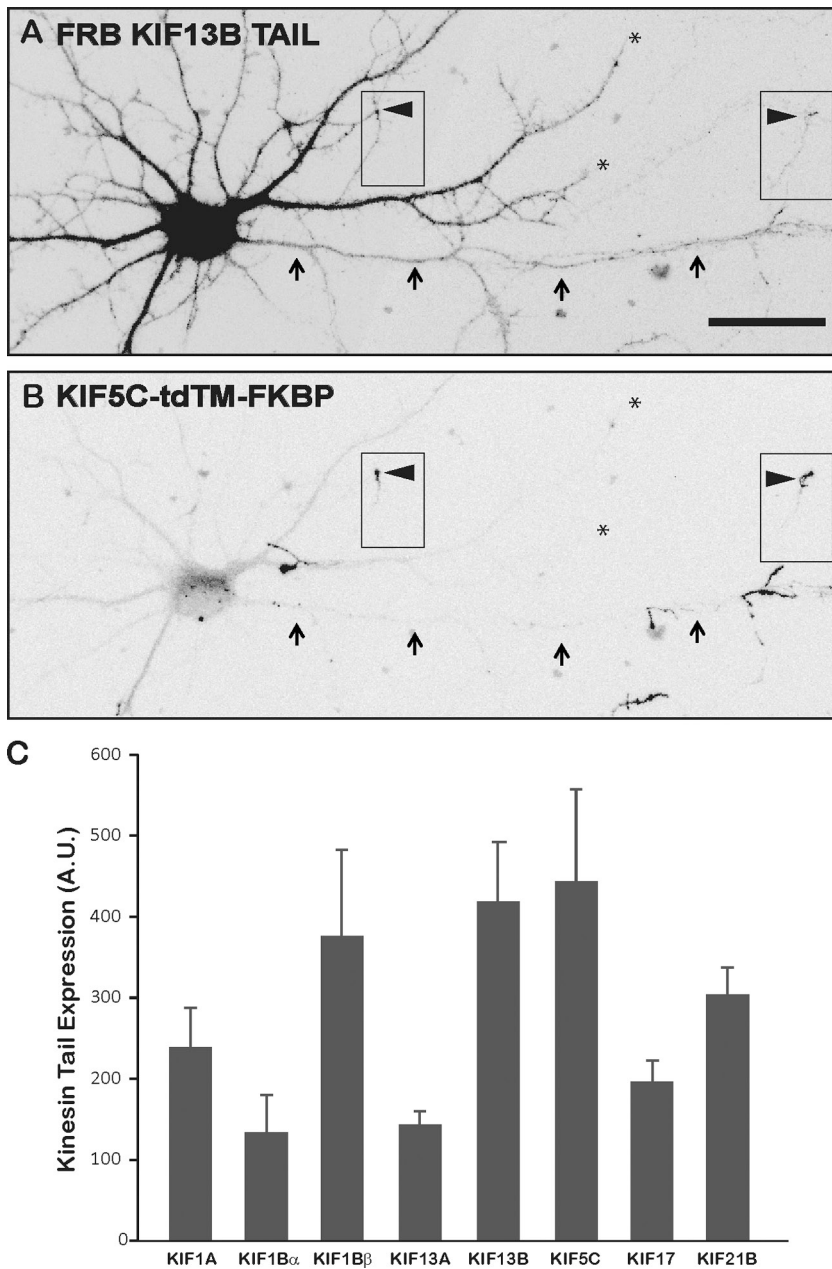 A FRB KIF13B TAIL
*
*
B KIF5C-tdTM-FKBP
*
*
C
Kinesin Tail Expression (A.U.)
600
500
400
300
200
100
0
KIF1A KIF1Bα KIF1Bβ KIF13A KIF13B KIF5C KIF17 KIF21B